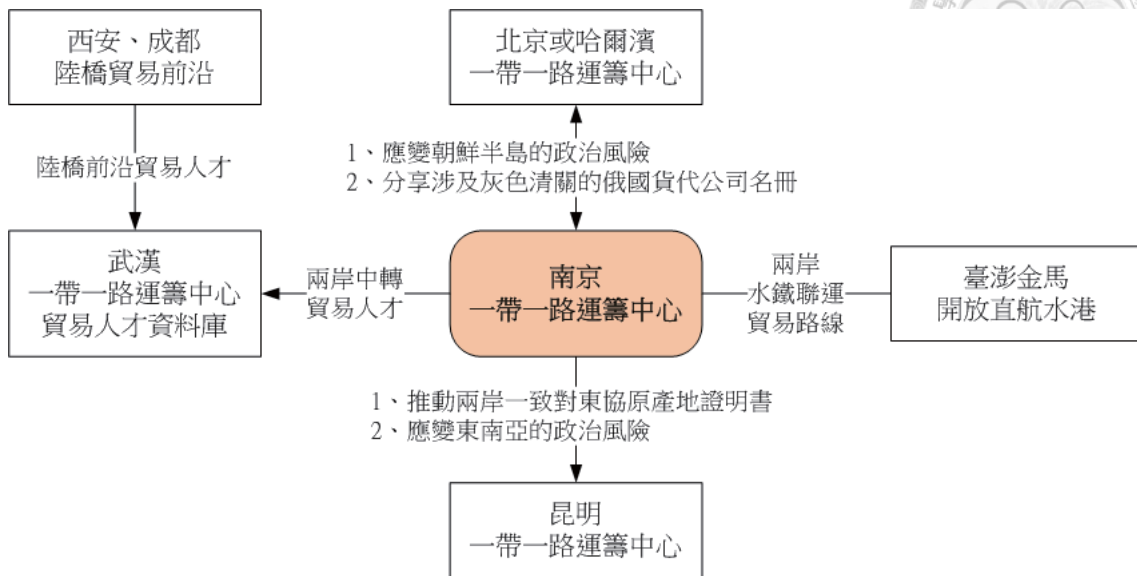 西安、成都
陸橋貿易前沿
北京或哈爾濱
一帶一路運籌中心
陸橋前沿貿易人才
1、應變朝鮮半島的政治風險
2、分享涉及灰色清關的俄國貨代公司名冊
武漢
一帶一路運籌中心
貿易人才資料庫
兩岸中轉
貿易人才
南京
一帶一路運籌中心
兩岸
水鐵聯運
貿易路線
臺澎金馬
開放直航水港
1、推動兩岸一致對東協原產地證明書
2、應變東南亞的政治風險
昆明
一帶一路運籌中心